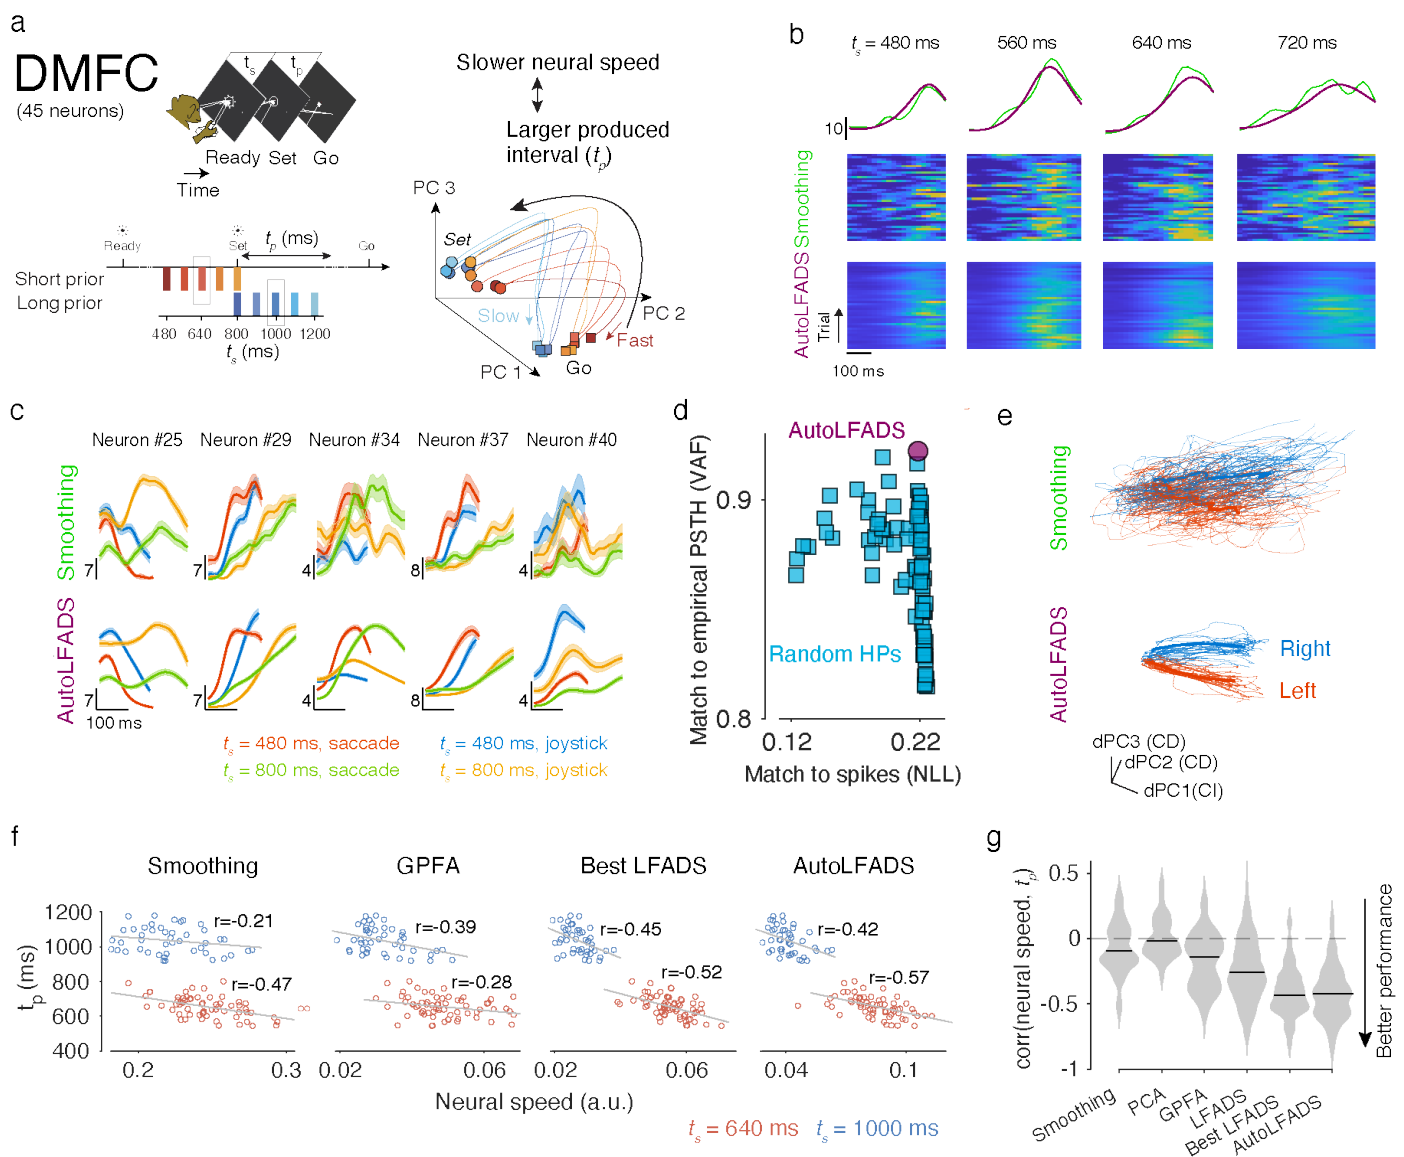 a
DMFC
(45 neurons)
ts
tp
Ready
Set
Go
Time
Slower neural speed
Larger produced
interval (tp)
PC 3
Set
Slow
PC 2
Fast
PC 1
Go
Ready
Set
tp (ms)
Go
Short prior
Long prior
480
640
800
1000
1200
ts (ms)
b
ts = 480 ms
560 ms
640 ms
720 ms
10
Smoothing
AutoLFADS
Trial
100 ms
c
Neuron #25
Neuron #29
Neuron #34
Neuron #37
Neuron #40
Smoothing
7
7
4
8
4
AutoLFADS
7
7
4
8
4
100 ms
ts = 480 ms, saccade
ts = 480 ms, joystick
ts = 800 ms, saccade
ts = 800 ms, joystick
d
AutoLFADS
Match to empirical PSTH (VAF)
0.9
Random HPs
0.8
0.12
0.22
Match to spikes (NLL)
e
Smoothing
AutoLFADS
Right
Left
dPC3 (CD)
dPC2 (CD)
dPC1(CI)
f
Smoothing
GPFA
Best LFADS
AutoLFADS
tp (ms)
1200
1000
800
600
400
r=-0.21
r=-0.39
r=-0.45
r=-0.42
r=-0.47
r=-0.28
r=-0.52
r=-0.57
0.2
0.3
0.02
0.06
0.02
0.06
0.04
0.1
Neural speed (a.u.)
ts = 640 ms
ts = 1000 ms
g
corr(neural speed, tp)
0.5
0
-0.5
-1
Better performance
Smoothing
PCA
GPFA
LFADS
Best LFADS
AutoLFADS